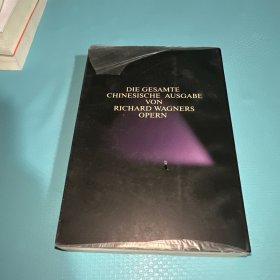 DIE GESAMTE
CHINESISCHE AUSGABE
VON
RICHARD WAGNERS
OPERN